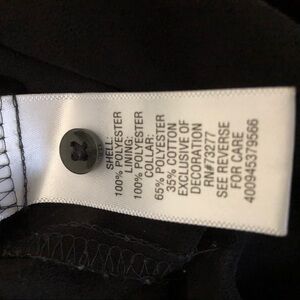 SHELL:
100% POLYESTER
LINING:
100% POLYESTER
COLLAR:
65% POLYESTER
35% COTTON
EXCLUSIVE OF
DECORATION
RN#73277
SEE REVERSE
FOR CARE
400945379566